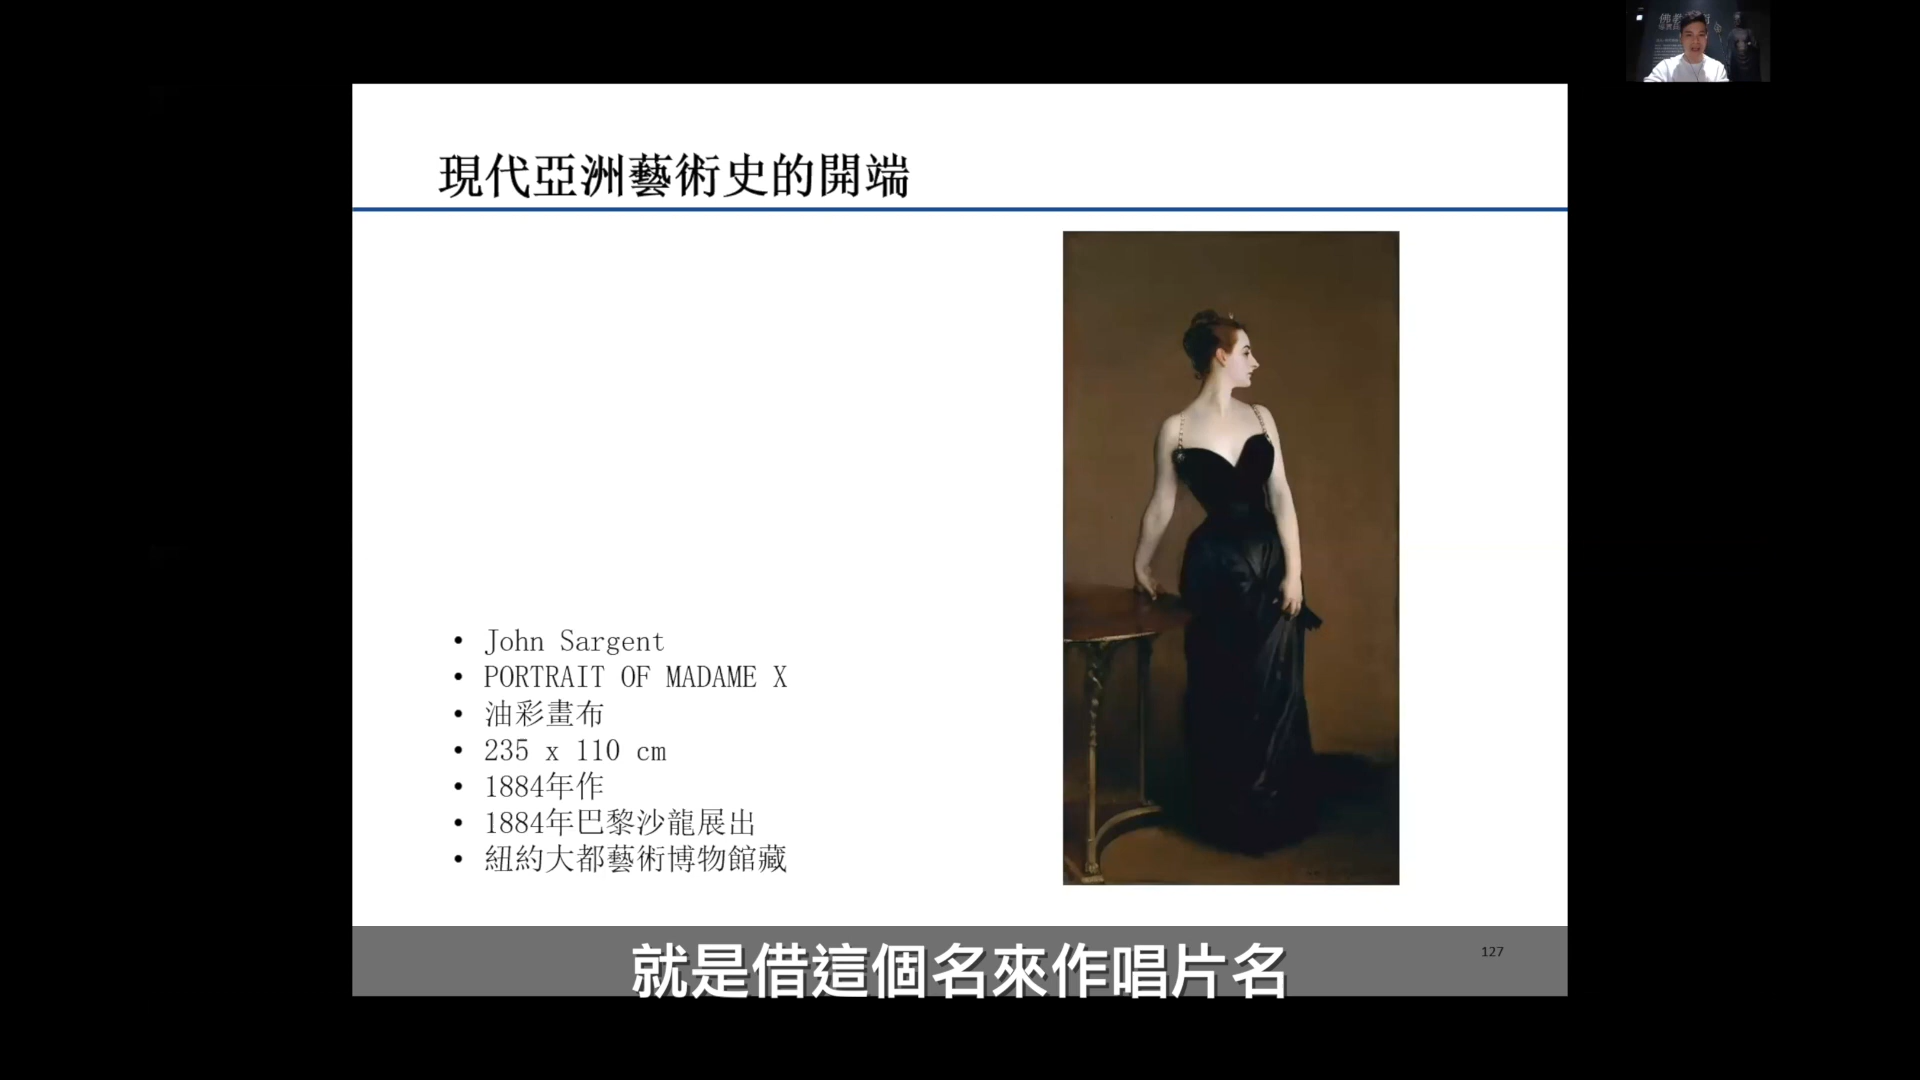 現代亞洲藝術史的開端
• John Sargent
• PORTRAIT OF MADAME X
• 油彩畫布
• 235 x 110 cm
• 1884年作
• 1884年巴黎沙龍展出
• 紐約大都藝術博物館藏
127
就是借這個名來作唱片名